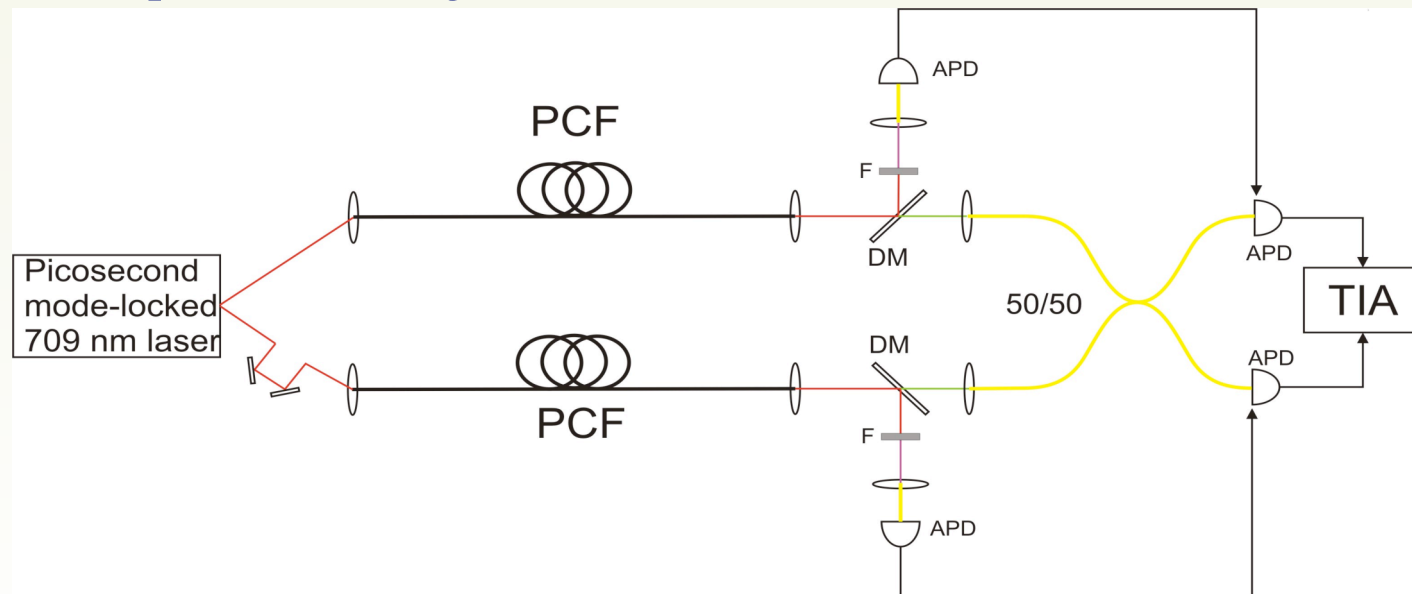 APD
PCF
F
DM
APD
Picosecond
mode-locked
709 nm laser
50/50
TIA
DM
APD
PCF
F
APD